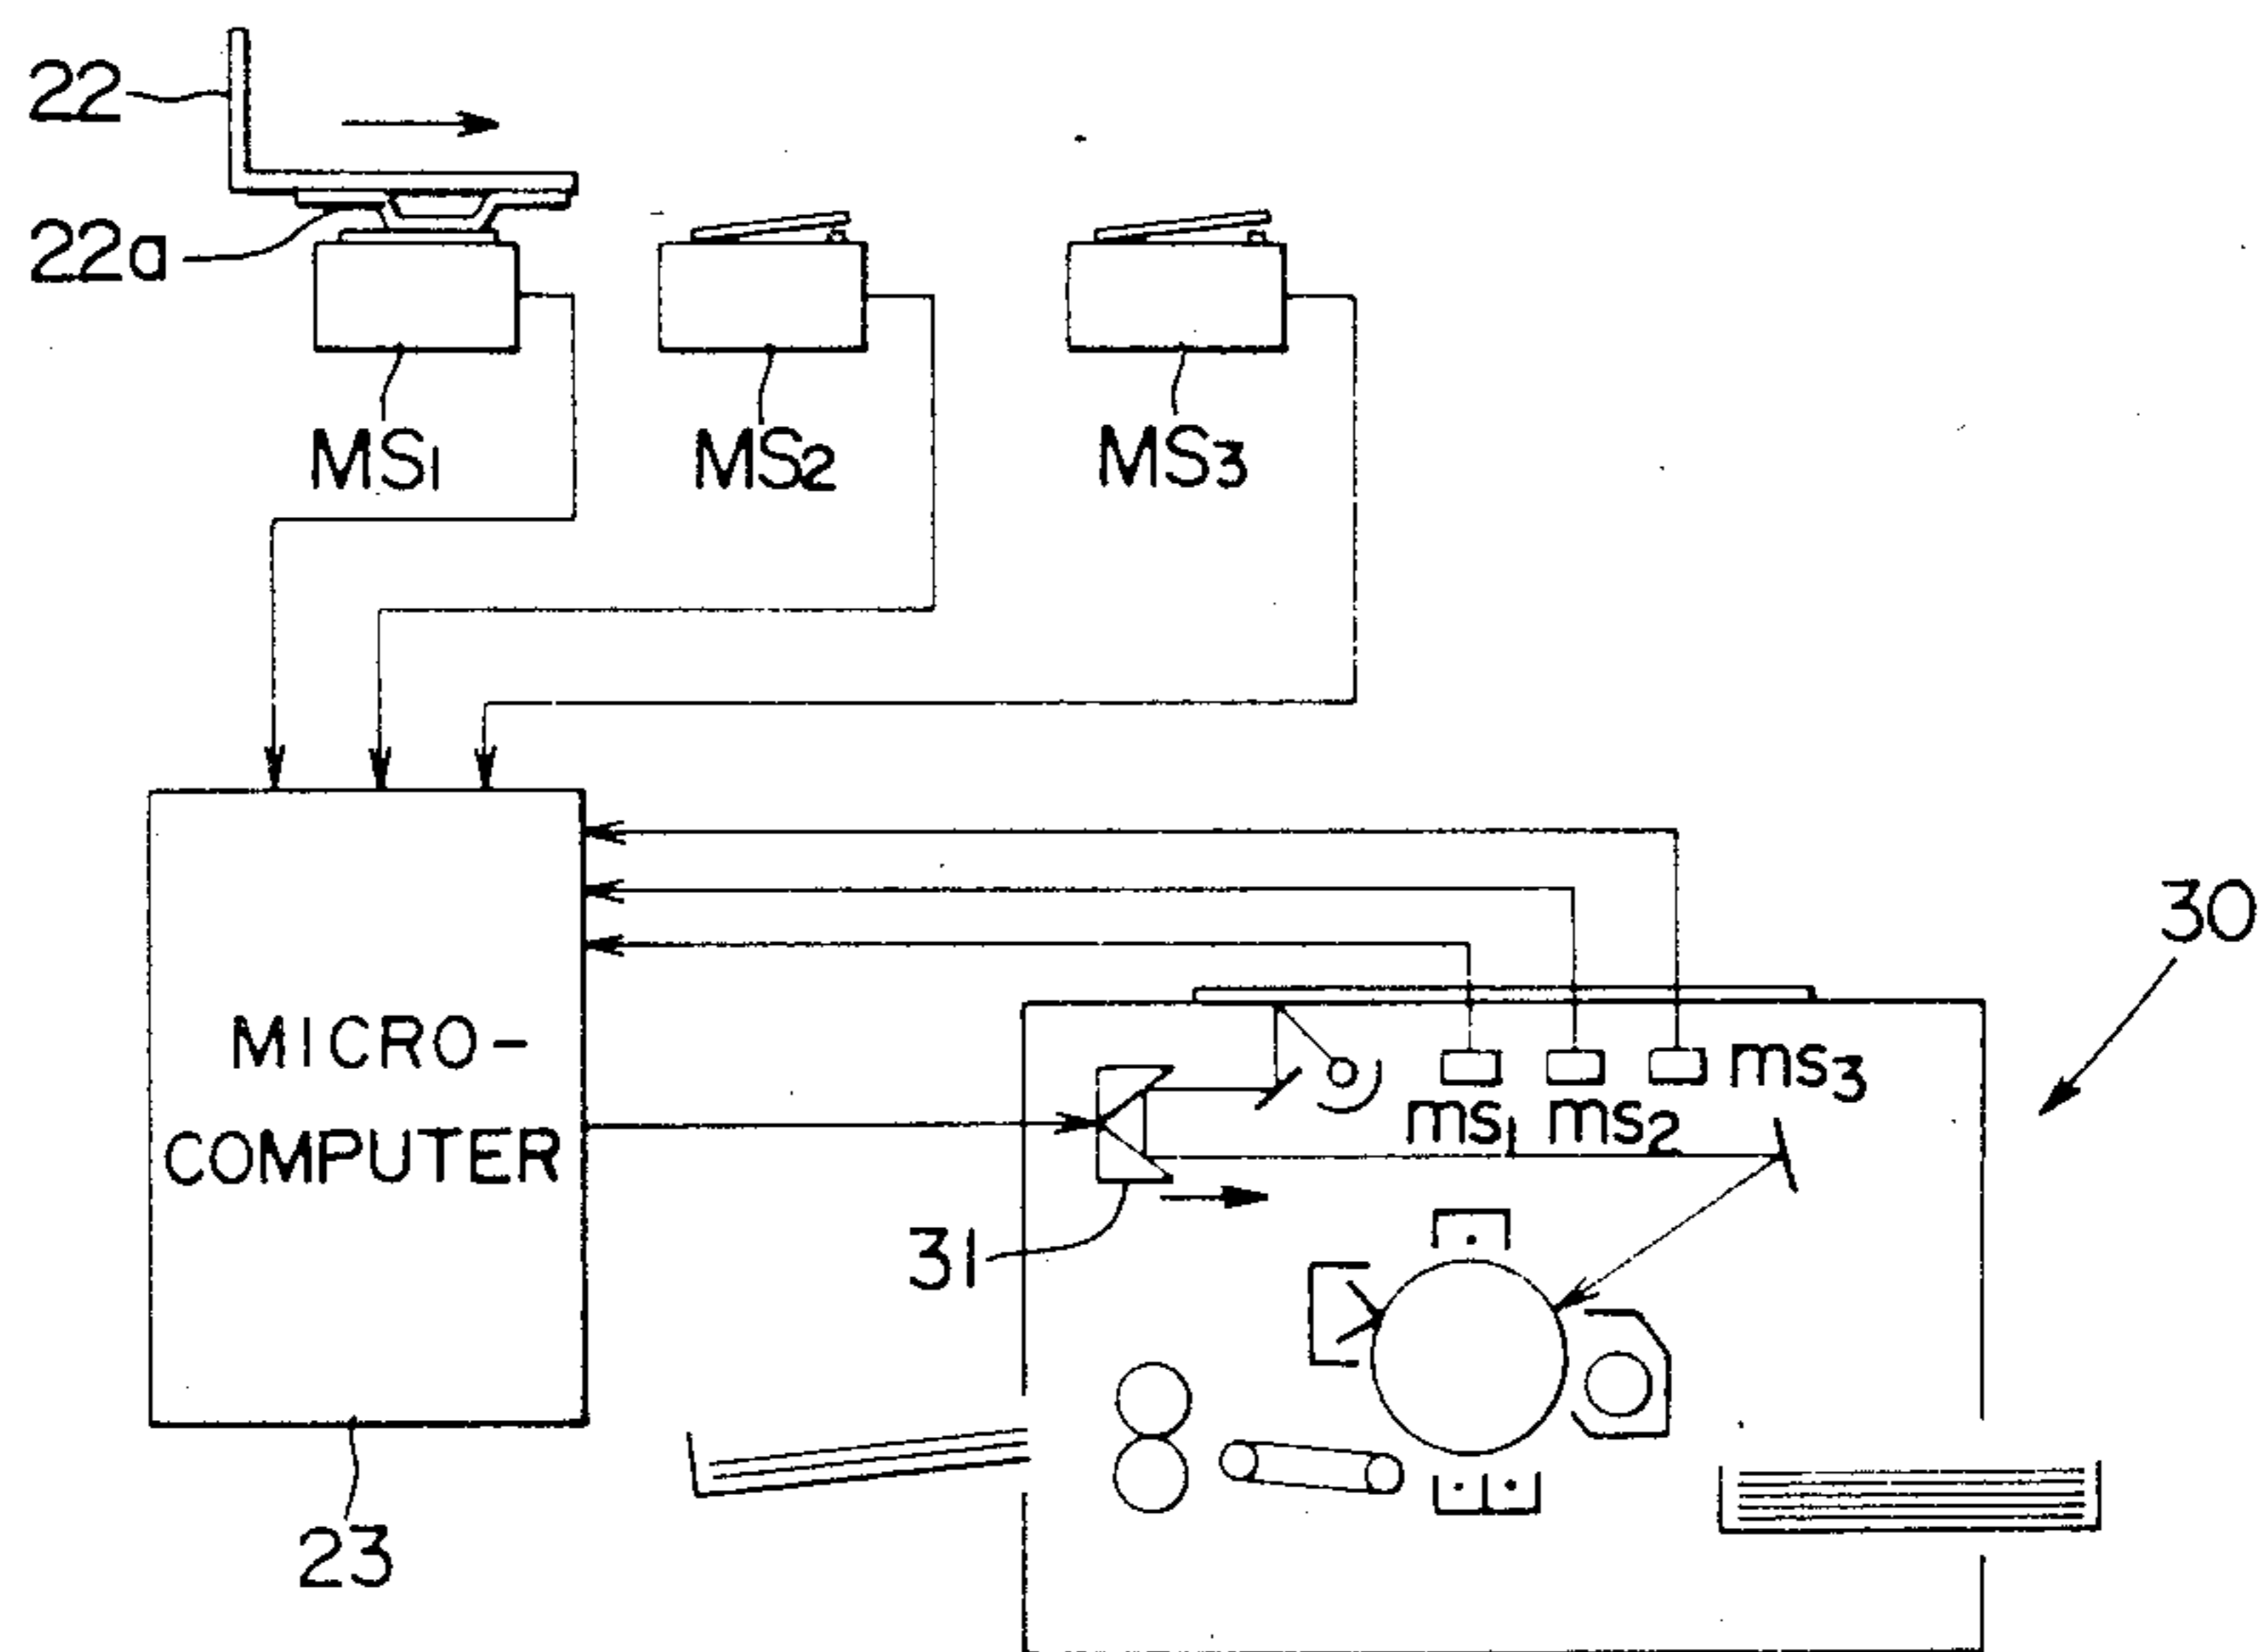 22
22a
MS1
MS2
MS3
30
MICRO-
COMPUTER
ms1
ms2
ms3
31
23